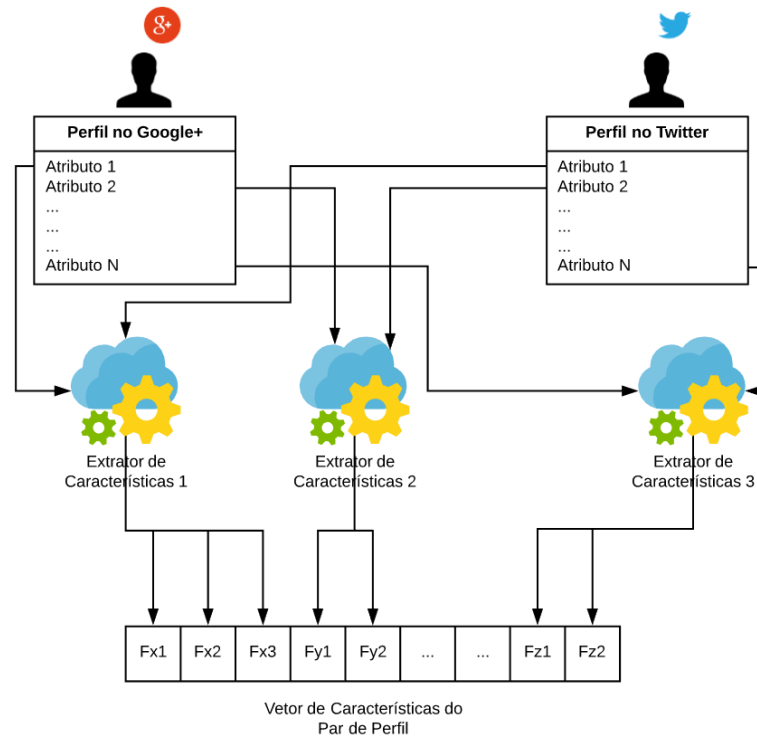 g+
Perfil no Google+
Atributo 1
Atributo 2
...
...
...
Atributo N
Perfil no Twitter
Atributo 1
Atributo 2
...
...
...
Atributo N
Extrator de
Características 1
Extrator de
Características 2
Extrator de
Características 3
Fx1
Fx2
Fx3
Fy1
Fy2
...
...
Fz1
Fz2
Vetor de Características do
Par de Perfil